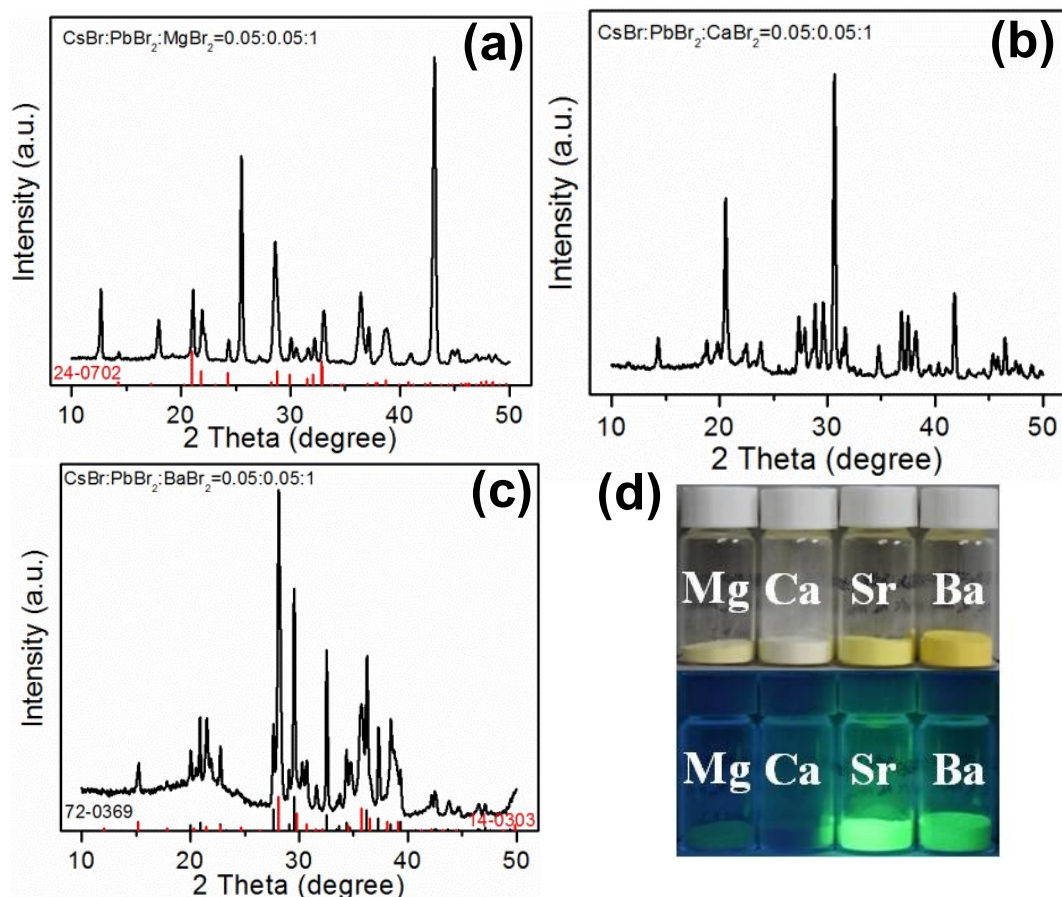 CsBr:PbBr₂:MgBr₂=0.05:0.05:1
(a)
Intensity (a.u.)
24-0702
10 20 30 40 50
2 Theta (degree)
CsBr:PbBr₂:CaBr₂=0.05:0.05:1
(b)
Intensity (a.u.)
10 20 30 40 50
2 Theta (degree)
CsBr:PbBr₂:BaBr₂=0.05:0.05:1
(c)
Intensity (a.u.)
72-0369
14-0303
10 20 30 40 50
2 Theta (degree)
(d)
Mg Ca Sr Ba
Mg Ca Sr Ba